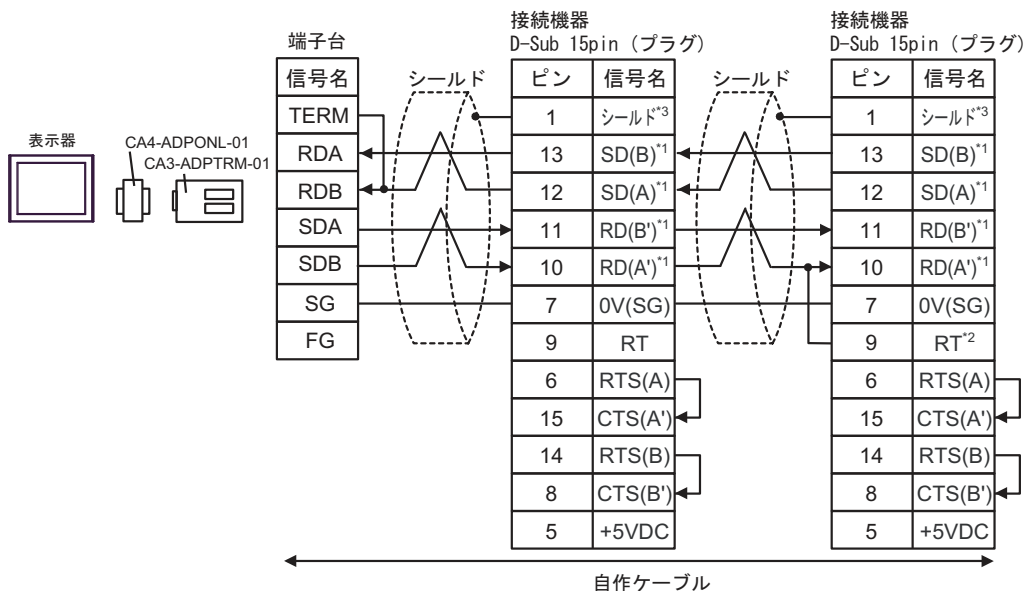 表示器
CA4-ADPONL-01
CA3-ADPTRM-01
端子台
信号名
TERM
RDA
RDB
SDA
SDB
SG
FG
シールド
接続機器
D-Sub 15pin (プラグ)
ピン 信号名
1 シールド*3
13 SD(B)*1
12 SD(A)*1
11 RD(B')*1
10 RD(A')*1
7 0V(SG)
9 RT
6 RTS(A)
15 CTS(A')
14 RTS(B)
8 CTS(B')
5 +5VDC
シールド
接続機器
D-Sub 15pin (プラグ)
ピン 信号名
1 シールド*3
13 SD(B)*1
12 SD(A)*1
11 RD(B')*1
10 RD(A')*1
7 0V(SG)
9 RT*2
6 RTS(A)
15 CTS(A')
14 RTS(B)
8 CTS(B')
5 +5VDC
自作ケーブル